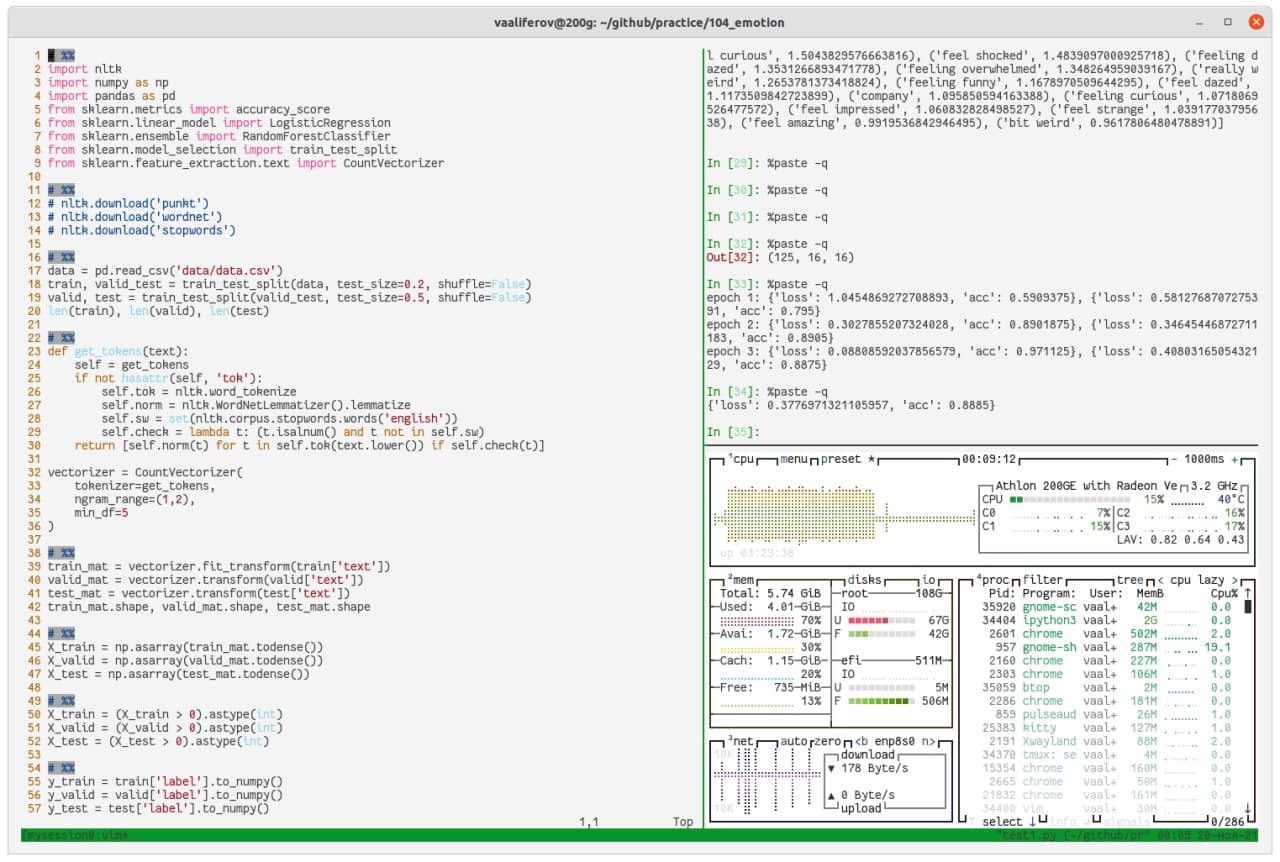 vaaliferov@200g: ~/github/practice/104_emotion
1 # %%
2 import nltk
3 import numpy as np
4 import pandas as pd
5 from sklearn.metrics import accuracy_score
6 from sklearn.linear_model import LogisticRegression
7 from sklearn.ensemble import RandomForestClassifier
8 from sklearn.model_selection import train_test_split
9 from sklearn.feature_extraction.text import CountVectorizer
10
11 # %%
12 # nltk.download('punkt')
13 # nltk.download('wordnet')
14 # nltk.download('stopwords')
15
16 # %%
17 data = pd.read_csv('data/data.csv')
18 train, valid_test = train_test_split(data, test_size=0.2, shuffle=False)
19 valid, test = train_test_split(valid_test, test_size=0.5, shuffle=False)
20 len(train), len(valid), len(test)
21
22 # %%
23 def get_tokens(text):
24     self = get_tokens
25     if not hasattr(self, 'tok'):
26         self.tok = nltk.word_tokenize
27         self.norm = nltk.WordNetLemmatizer().lemmatize
28         self.sw = set(nltk.corpus.stopwords.words('english'))
29         self.check = lambda t: (t.isalnum() and t not in self.sw)
30     return [self.norm(t) for t in self.tok(text.lower()) if self.check(t)]
31
32 vectorizer = CountVectorizer(
33     tokenizer=get_tokens,
34     ngram_range=(1,2),
35     min_df=5
36 )
37
38 # %%
39 train_mat = vectorizer.fit_transform(train['text'])
40 valid_mat = vectorizer.transform(valid['text'])
41 test_mat = vectorizer.transform(test['text'])
42 train_mat.shape, valid_mat.shape, test_mat.shape
43
44 # %%
45 X_train = np.asarray(train_mat.todense())
46 X_valid = np.asarray(valid_mat.todense())
47 X_test = np.asarray(test_mat.todense())
48
49 # %%
50 X_train = (X_train > 0).astype(int)
51 X_valid = (X_valid > 0).astype(int)
52 X_test = (X_test > 0).astype(int)
53
54 # %%
55 y_train = train['label'].to_numpy()
56 y_valid = valid['label'].to_numpy()
57 y_test = test['label'].to_numpy()
1,1 Top
l curious', 1.5043829576663816), ('feel shocked', 1.4839097000925718), ('feeling d
azed', 1.3531266893471778), ('feeling overwhelmed', 1.348264959039167), ('really w
eird', 1.2653781373418824), ('feeling funny', 1.1678970509644295), ('feel dazed',
1.1173509842723899), ('company', 1.095850594163388), ('feeling curious', 1.0718069
526477572), ('feel impressed', 1.068832828498527), ('feel strange', 1.039177037956
38), ('feel amazing', 0.9919536842946495), ('bit weird', 0.9617806480478891)]
In [29]: %paste -q
In [30]: %paste -q
In [31]: %paste -q
In [32]: %paste -q
Out[32]: (125, 16, 16)
In [33]: %paste -q
epoch 1: {'loss': 1.0454869272708893, 'acc': 0.5909375}, {'loss': 0.58127687072753
91, 'acc': 0.795}
epoch 2: {'loss': 0.3027855207324028, 'acc': 0.8901875}, {'loss': 0.34645446872711
183, 'acc': 0.8905}
epoch 3: {'loss': 0.08808592037856579, 'acc': 0.971125}, {'loss': 0.40803165054321
29, 'acc': 0.8875}
In [34]: %paste -q
{'loss': 0.3776971321105957, 'acc': 0.8885}
In [35]:
¹cpu menu preset * 00:09:12 - 1000ms +
Athlon 200GE with Radeon Ve 3.2 GHz
CPU 15% 40°C
C0 7% C2 16%
C1 15% C3 17%
LAV: 0.82 0.64 0.43
up 03:29:38
²mem disks io
Total: 5.74 GiB
Used: 4.01 GiB
70%
Avai: 1.72 GiB
30%
Cach: 1.15 GiB
20%
Free: 735 MiB
13%
root 108G
IO
U 67G
F 42G
efi 511M
IO
U 5M
F 506M
³net auto zero <b enp8s0 n>
10K
download
▼ 178 Byte/s
▲ 0 Byte/s
upload
10K
⁴proc filter tree < cpu lazy >
Pid: Program: User: MemB Cpu% ↑
35920 gnome-sc vaal+ 42M 0.0
34404 ipython3 vaal+ 2G 0.0
2601 chrome vaal+ 502M 2.0
957 gnome-sh vaal+ 287M 19.1
2160 chrome vaal+ 227M 0.0
2303 chrome vaal+ 106M 1.0
35059 btop vaal+ 2M 0.0
2286 chrome vaal+ 181M 0.0
859 pulseaud vaal+ 26M 1.0
25383 kitty vaal+ 127M 1.0
2191 Xwayland vaal+ 88M 2.0
34370 tmux: se vaal+ 4M 0.0
15354 chrome vaal+ 160M 0.0
2665 chrome vaal+ 50M 1.0
21832 chrome vaal+ 161M 0.0
34400 vim vaal+ 30M 0.0 ↓
↑ select ↓ info ↵ signals 0/286
[mysession0:vim* "test1.py (~/github/pr" 00:09 20-ноя-21